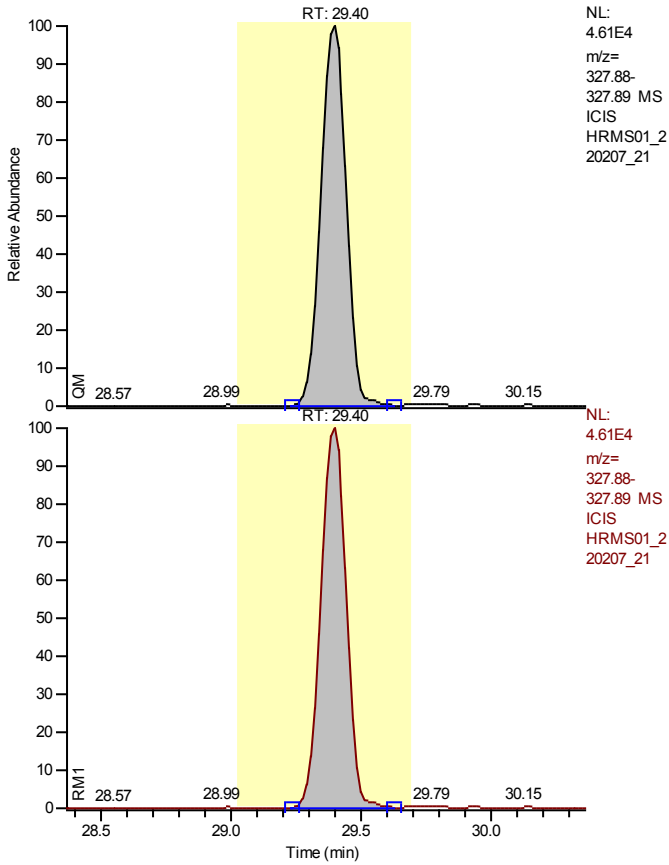 RT: 29.40
NL:
4.61E4
m/z=
327.88-
327.89 MS
ICIS
HRMS01_2
20207_21
100
90
80
70
60
50
40
30
20
10
0
Relative Abundance
QM
28.57 28.99 29.79 30.15
RT: 29.40
NL:
4.61E4
m/z=
327.88-
327.89 MS
ICIS
HRMS01_2
20207_21
100
90
80
70
60
50
40
30
20
10
0
RM1
28.57 28.99 29.79 30.15
28.5 29.0 29.5 30.0
Time (min)